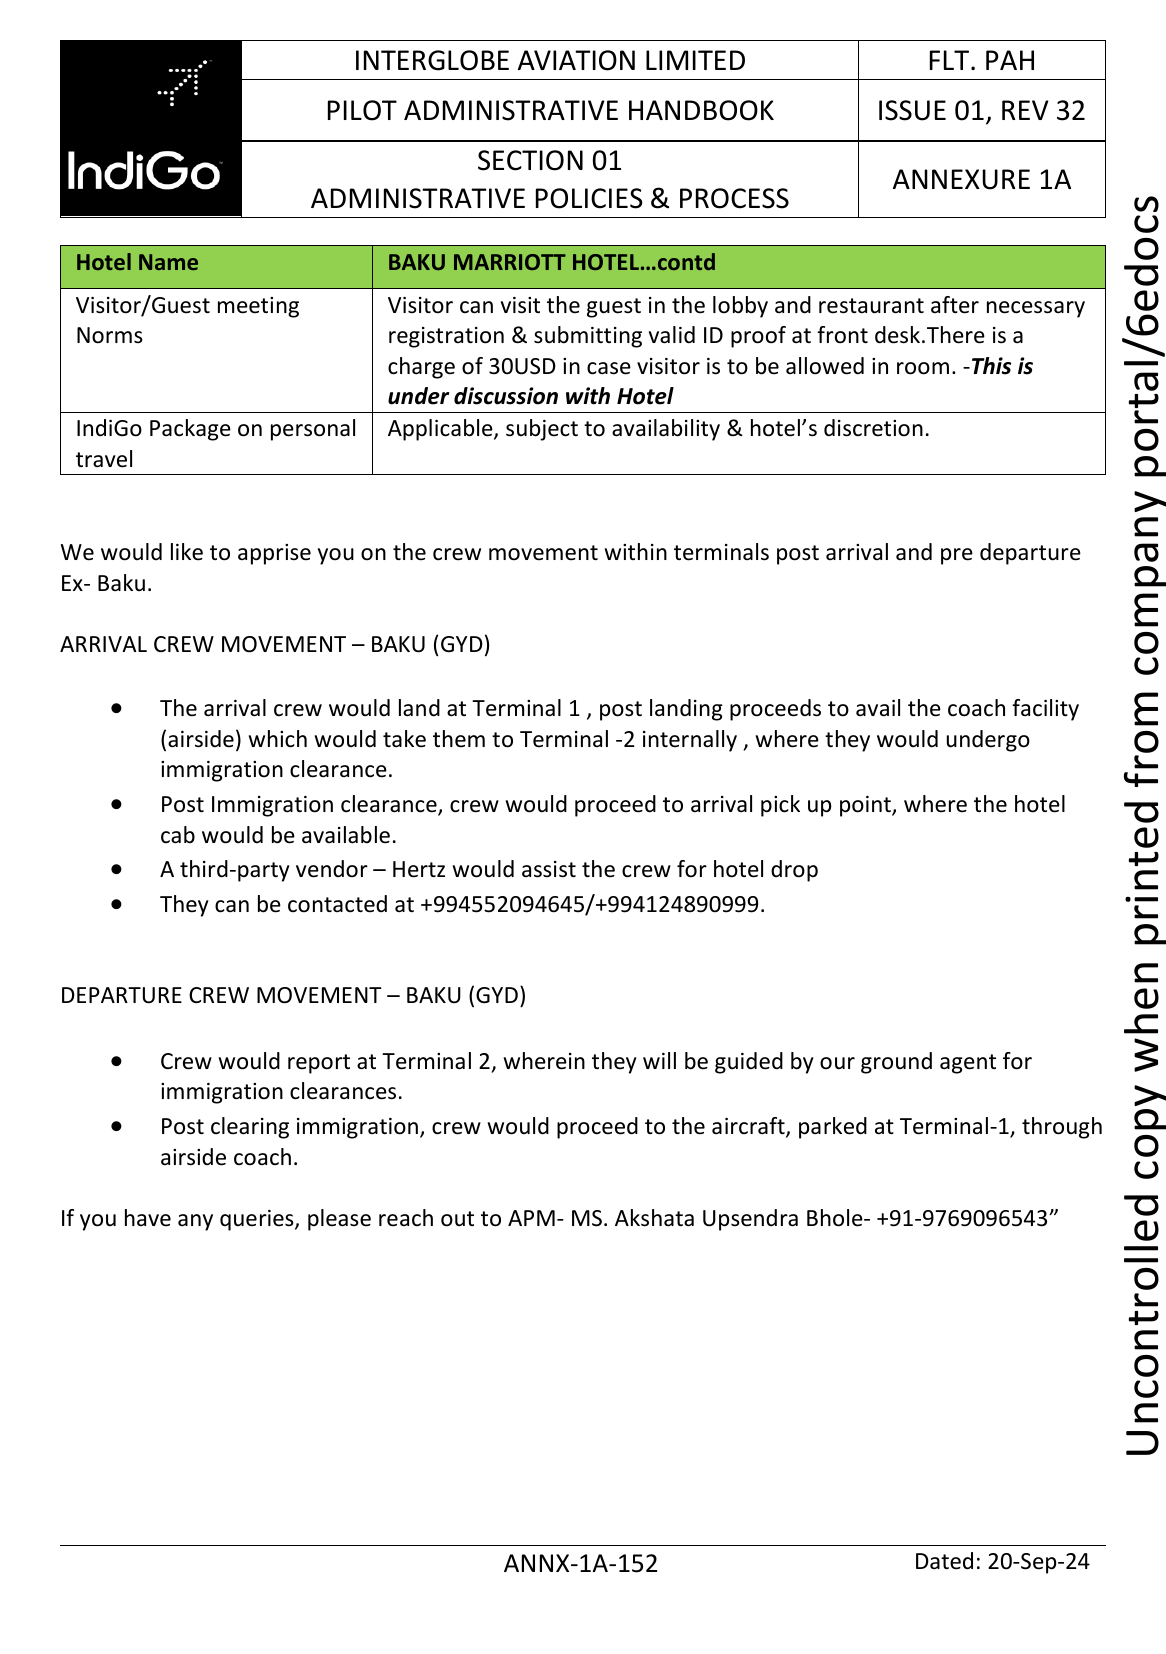 INTERGLOBE AVIATION LIMITED
FLT. PAH
PILOT ADMINISTRATIVE HANDBOOK
ISSUE 01, REV 32
IndiGo
SECTION 01
ADMINISTRATIVE POLICIES & PROCESS
ANNEXURE 1A
Hotel Name
BAKU MARRIOTT HOTEL…contd
Visitor/Guest meeting
Norms
Visitor can visit the guest in the lobby and restaurant after necessary
registration & submitting valid ID proof at front desk.There is a
charge of 30USD in case visitor is to be allowed in room. -This is
under discussion with Hotel
IndiGo Package on personal
travel
Applicable, subject to availability & hotel’s discretion.
We would like to apprise you on the crew movement within terminals post arrival and pre departure
Ex- Baku.
ARRIVAL CREW MOVEMENT – BAKU (GYD)
• The arrival crew would land at Terminal 1 , post landing proceeds to avail the coach facility
(airside) which would take them to Terminal -2 internally , where they would undergo
immigration clearance.
• Post Immigration clearance, crew would proceed to arrival pick up point, where the hotel
cab would be available.
• A third-party vendor – Hertz would assist the crew for hotel drop
• They can be contacted at +994552094645/+994124890999.
DEPARTURE CREW MOVEMENT – BAKU (GYD)
• Crew would report at Terminal 2, wherein they will be guided by our ground agent for
immigration clearances.
• Post clearing immigration, crew would proceed to the aircraft, parked at Terminal-1, through
airside coach.
If you have any queries, please reach out to APM- MS. Akshata Upsendra Bhole- +91-9769096543”
ANNX-1A-152
Dated: 20-Sep-24
Uncontrolled copy when printed from company portal/6edocs